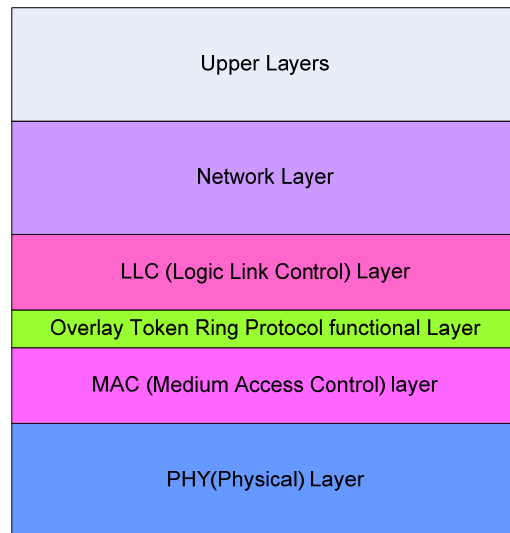 Upper Layers
Network Layer
LLC (Logic Link Control) Layer
Overlay Token Ring Protocol functional Layer
MAC (Medium Access Control) layer
PHY(Physical) Layer